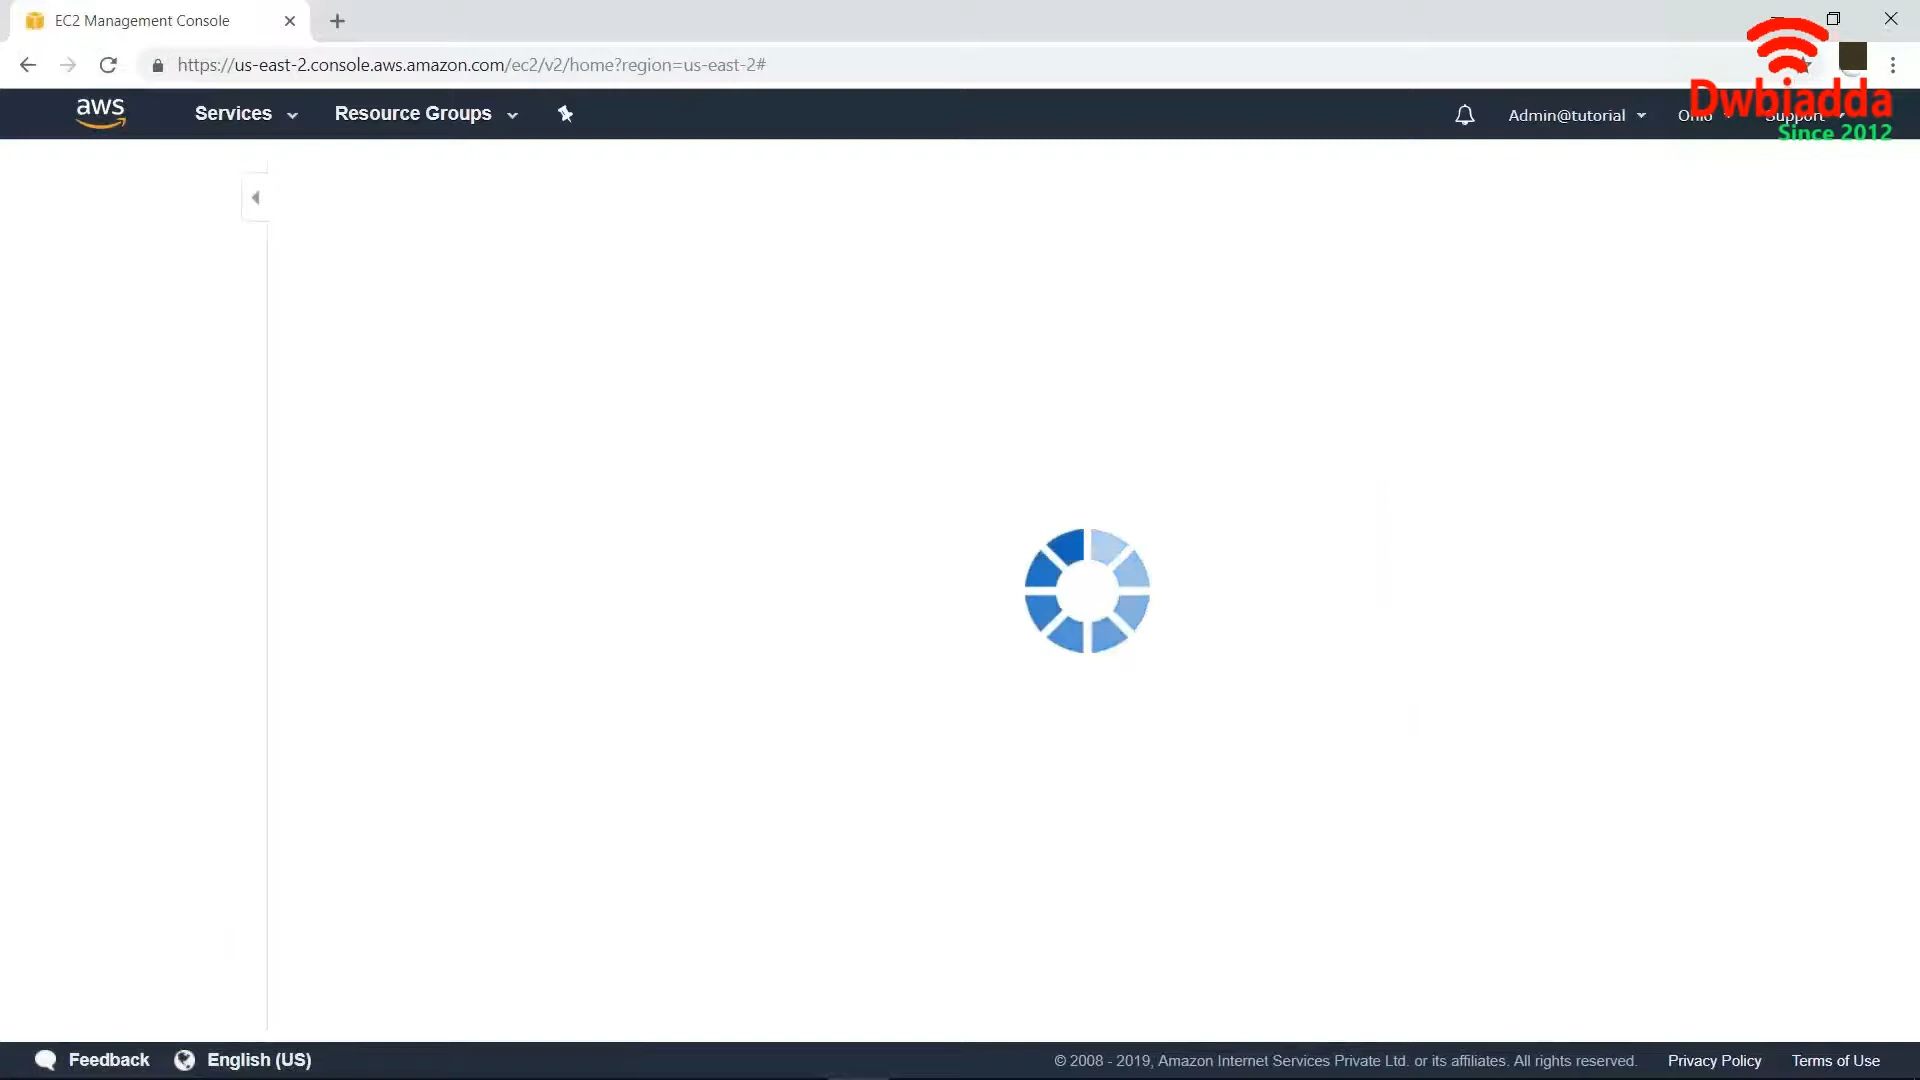 EC2 Management Console
https://us-east-2.console.aws.amazon.com/ec2/v2/home?region=us-east-2#
aws Services Resource Groups Admin@tutorial Ohio Support
Dwbiadda
Since 2012
Feedback English (US) © 2008 - 2019, Amazon Internet Services Private Ltd. or its affiliates. All rights reserved. Privacy Policy Terms of Use